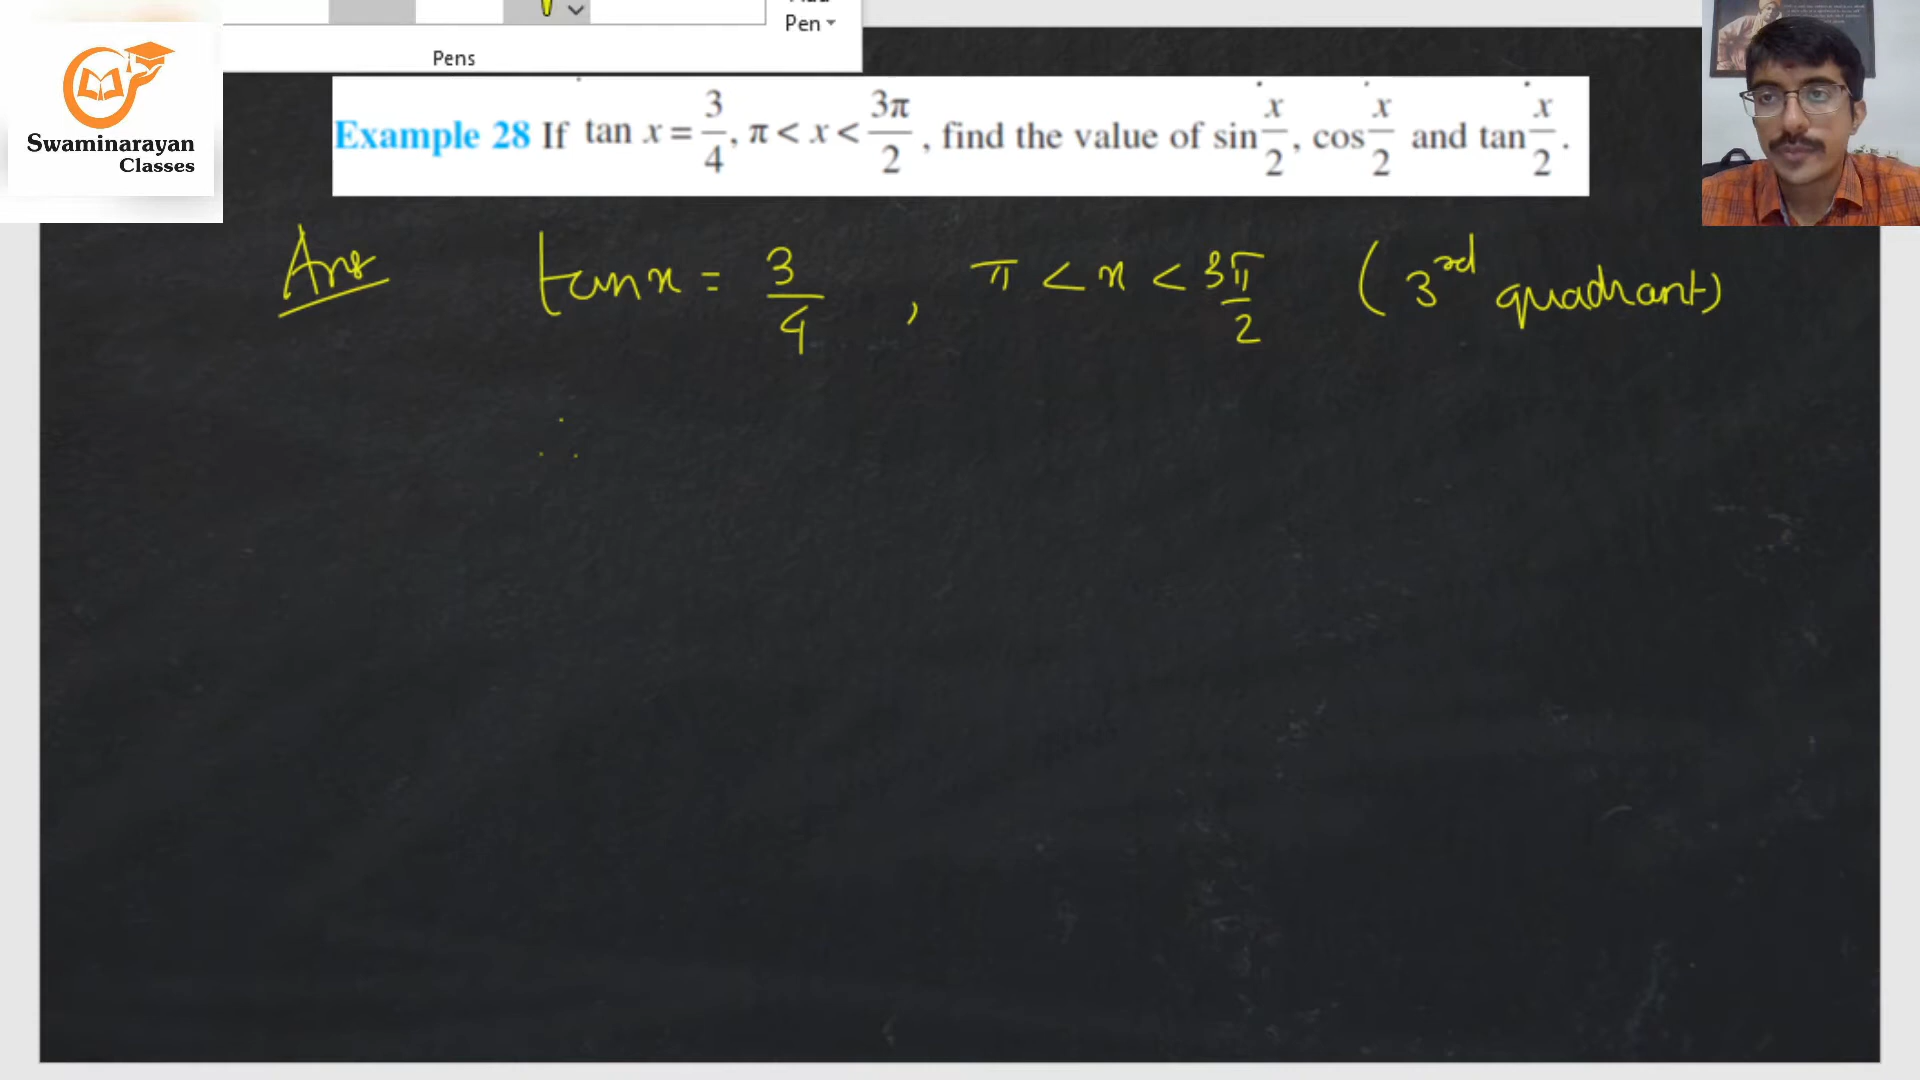 Pen
Pens
Swaminarayan
Classes
Example 28 If tan x = 3/4, π < x < 3π/2, find the value of sin x/2, cos x/2 and tan x/2.
Ans tan x = 3/4, π < x < 3π/2 (3rd quadrant)
∴